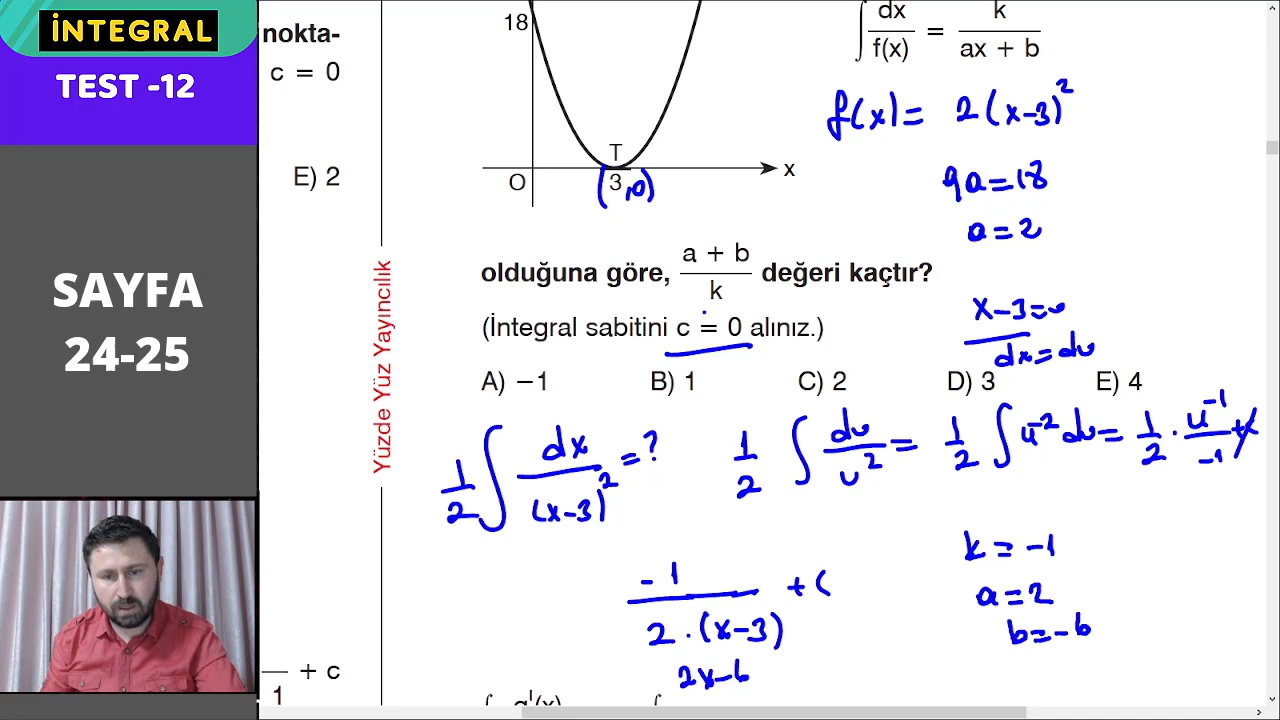 İNTEGRAL
TEST -12
SAYFA
24-25
nokta-
c = 0
E) 2
+ c
1
Yüzde Yüz Yayıncılık
18
T
O
(3,0)
x
∫ dx/f(x) = k/(ax + b)
f(x) = 2(x-3)²
9a=18
a=2
olduğuna göre, (a + b)/k değeri kaçtır?
(İntegral sabitini c = 0 alınız.)
x-3=u
dx=du
A) −1 B) 1 C) 2 D) 3 E) 4
1/2 ∫ dx/(x-3)² = ? 1/2 ∫ du/u² = 1/2 ∫ u⁻² du = 1/2 · u⁻¹/-1
-1/(2·(x-3)) + c
2x-6
k = -1
a = 2
b = -6